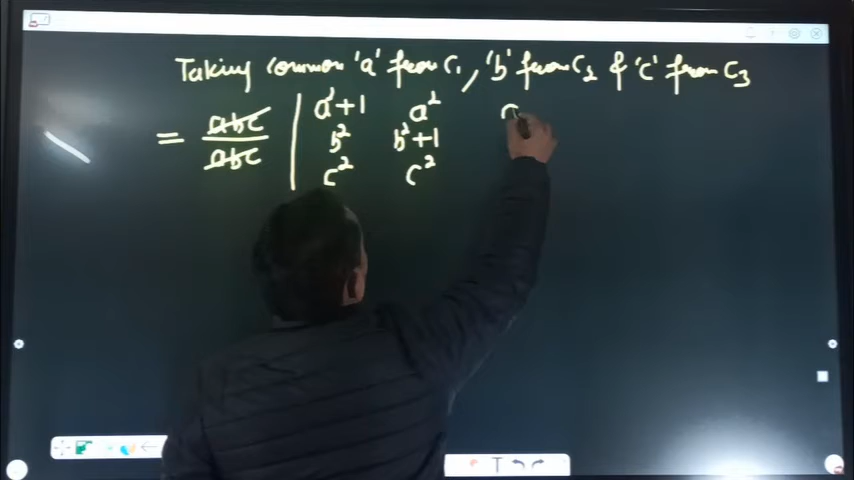 Taking common 'a' from C₁, 'b' from C₂ & 'c' from C₃
= abc/abc | a²+1 a²
b² b²+1
c² c²